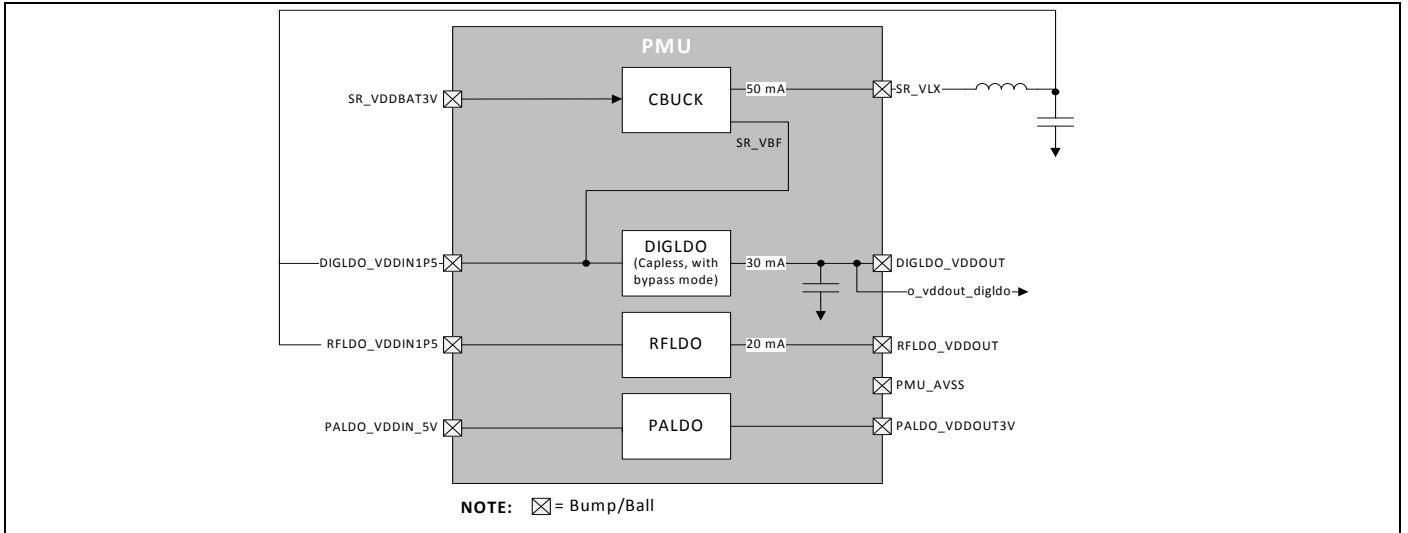 PMU
SR_VDDBAT3V
CBUCK
50 mA
SR_VLX
SR_VBF
DIGLDO_VDDIN1P5
DIGLDO
(Capless, with
bypass mode)
30 mA
DIGLDO_VDDOUT
o_vddout_digldo
RFLDO_VDDIN1P5
RFLDO
20 mA
RFLDO_VDDOUT
PMU_AVSS
PALDO_VDDIN_5V
PALDO
PALDO_VDDOUT3V
NOTE: = Bump/Ball